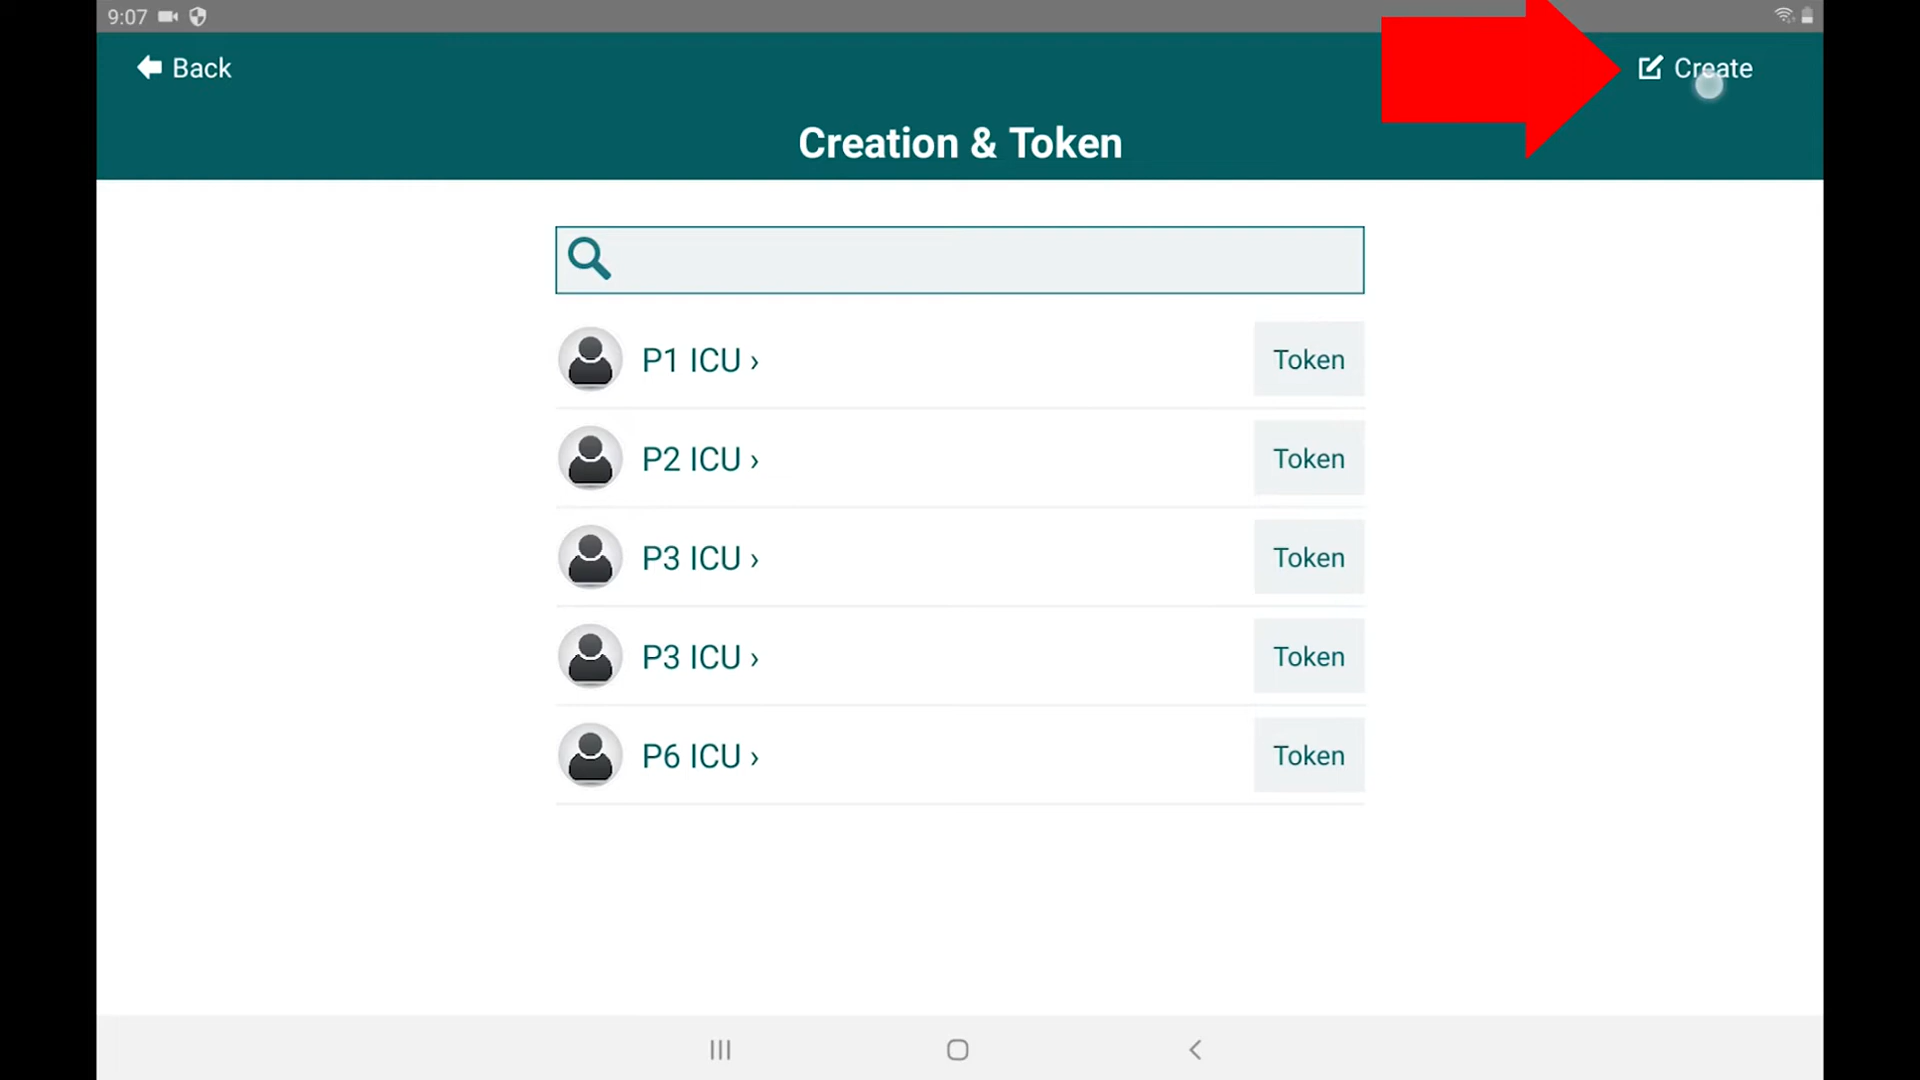 9:07
Back
Create
Creation & Token
P1 ICU ›
Token
P2 ICU ›
Token
P3 ICU ›
Token
P3 ICU ›
Token
P6 ICU ›
Token